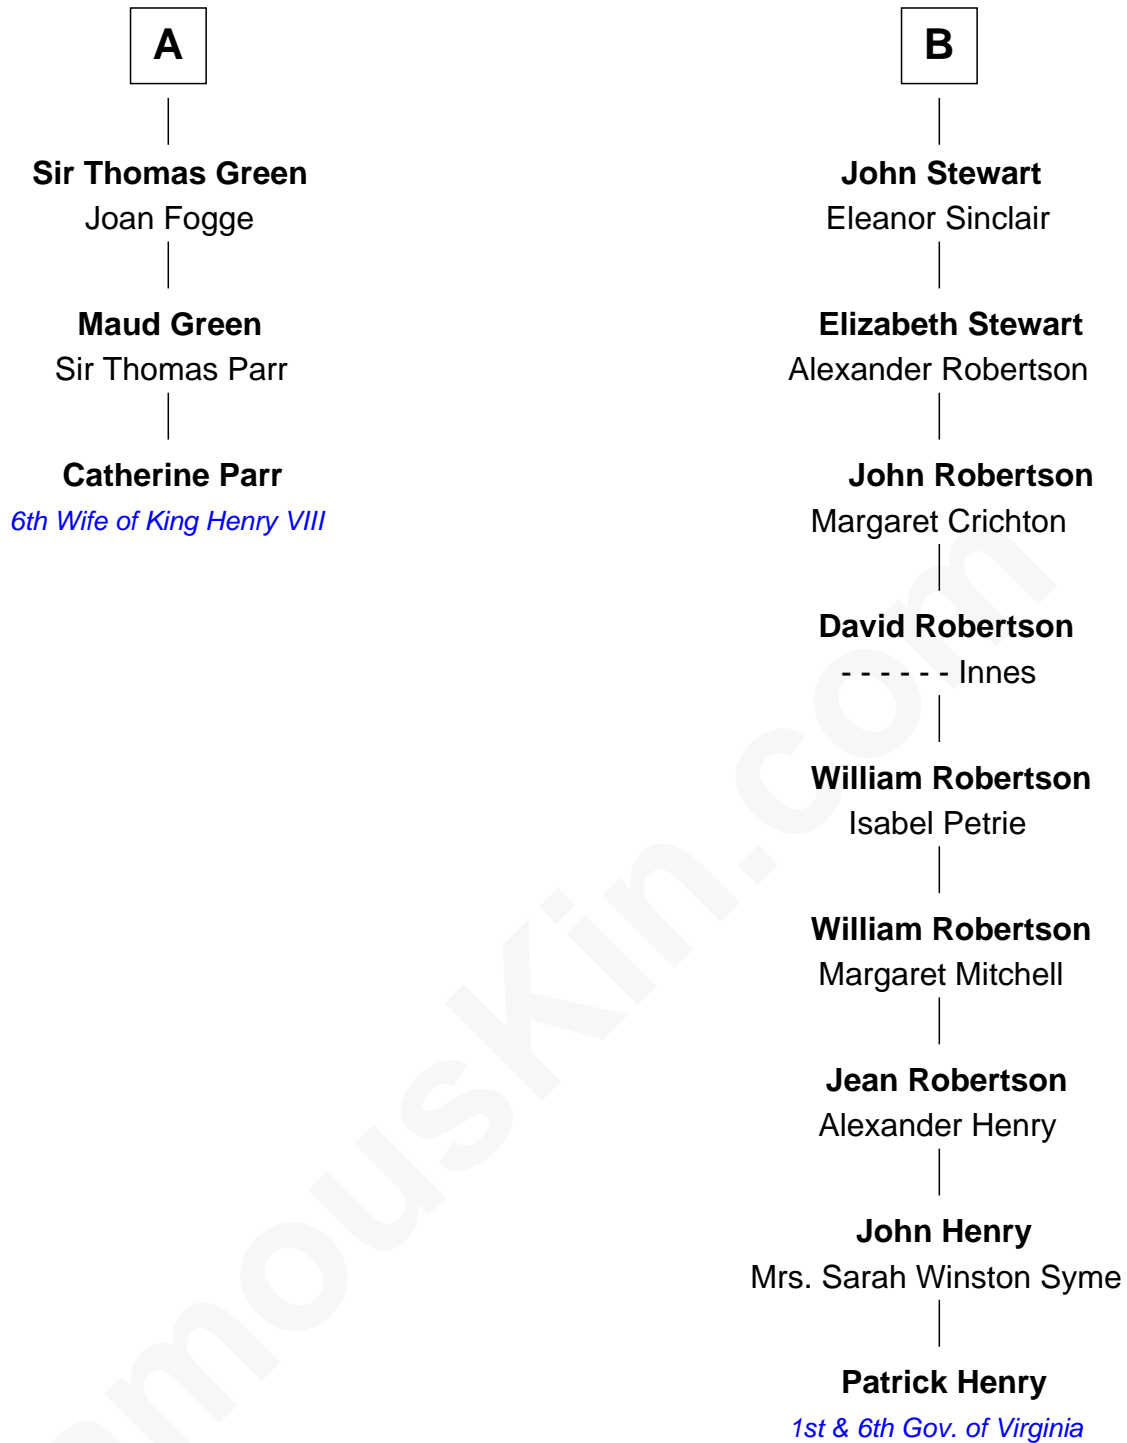 A
Sir Thomas Green
Joan Fogge
Maud Green
Sir Thomas Parr
Catherine Parr
6th Wife of King Henry VIII
B
John Stewart
Eleanor Sinclair
Elizabeth Stewart
Alexander Robertson
John Robertson
Margaret Crichton
David Robertson
- - - - - - Innes
William Robertson
Isabel Petrie
William Robertson
Margaret Mitchell
Jean Robertson
Alexander Henry
John Henry
Mrs. Sarah Winston Syme
Patrick Henry
1st & 6th Gov. of Virginia
amouskin.com